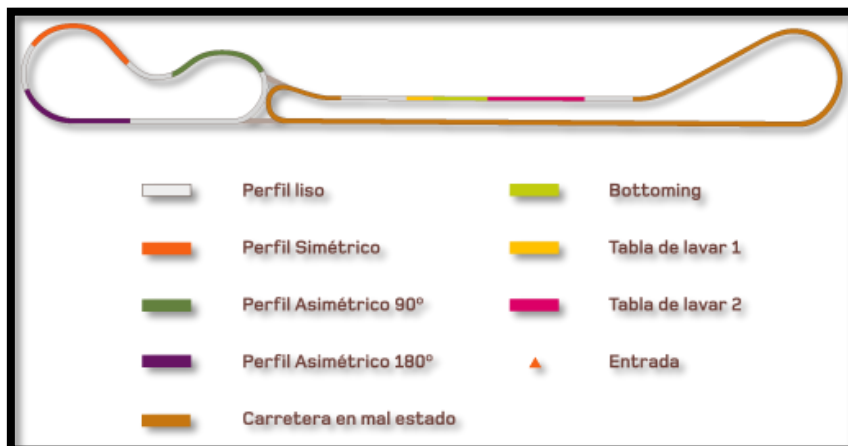 Perfil liso
Bottoming
Perfil Simétrico
Tabla de lavar 1
Perfil Asimétrico 90º
Tabla de lavar 2
Perfil Asimétrico 180º
Entrada
Carretera en mal estado